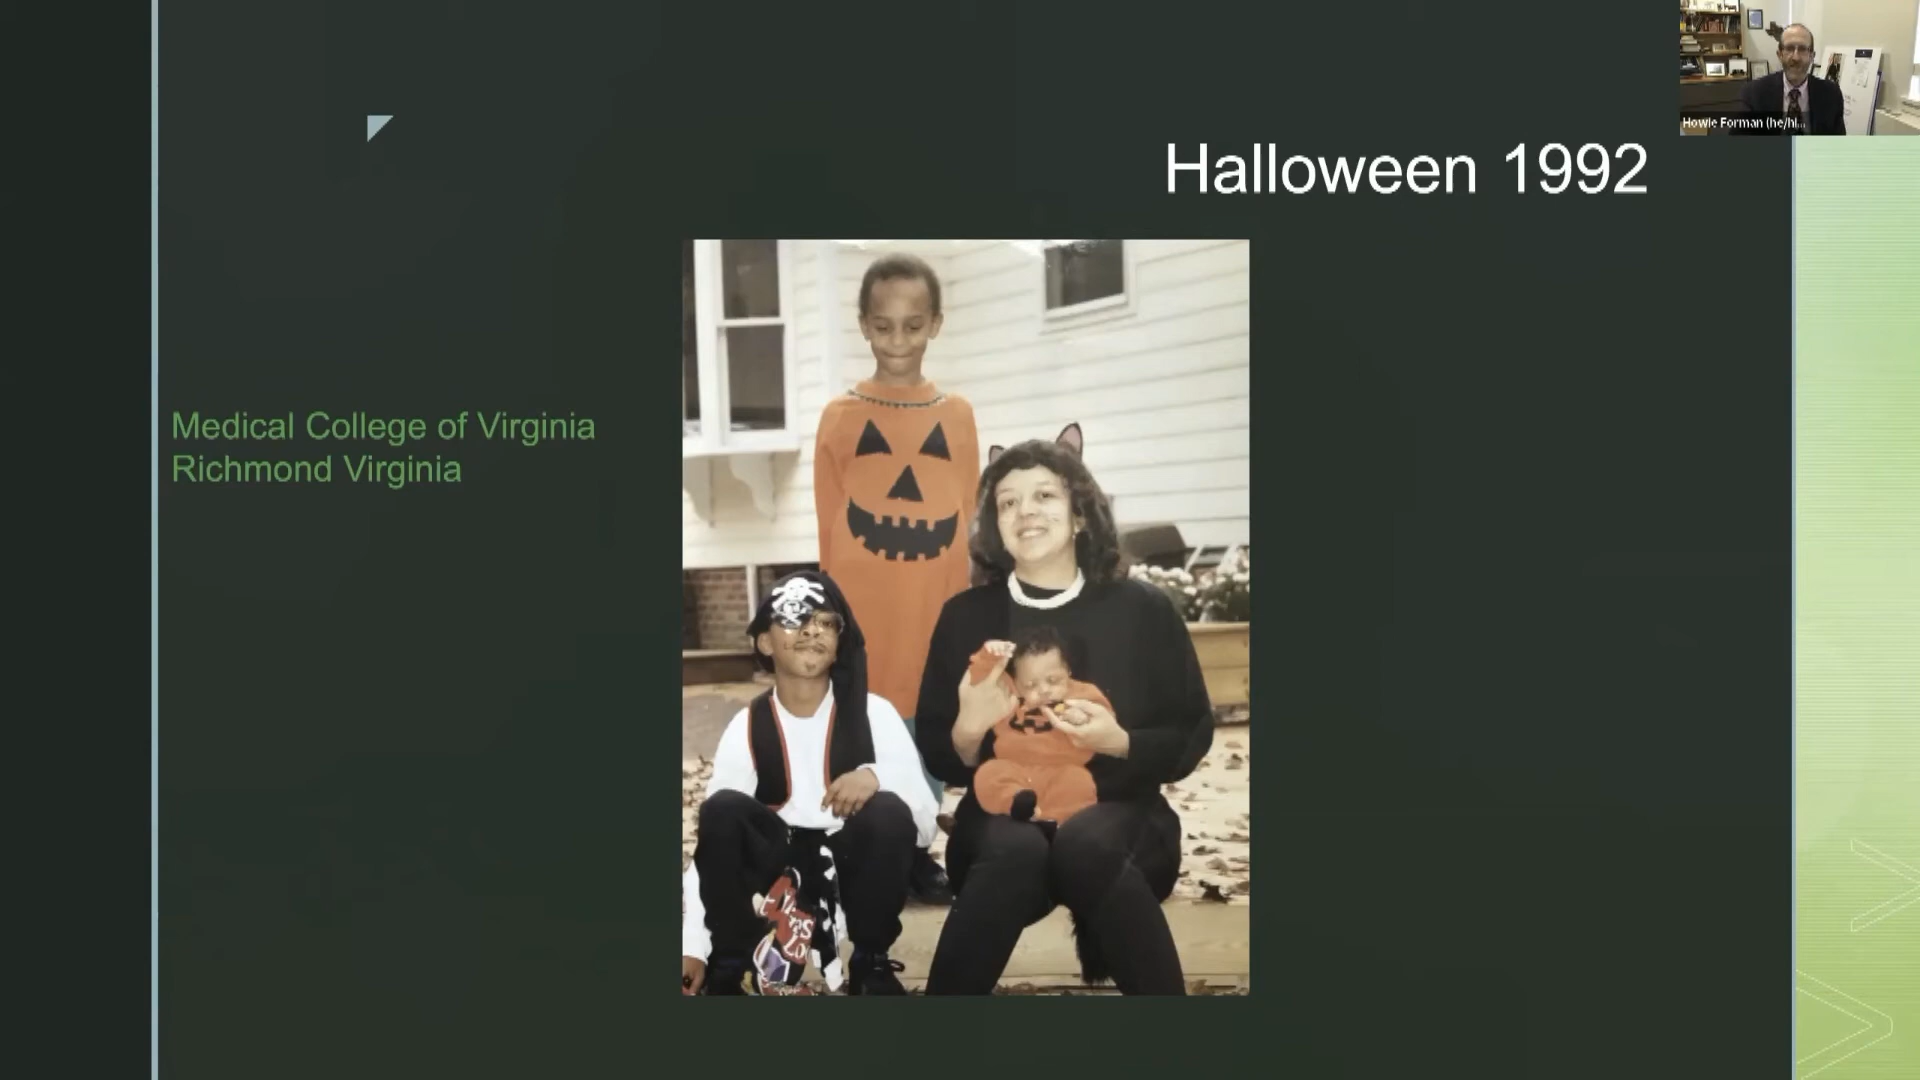 Howie Forman (he/hi...
Halloween 1992
Medical College of Virginia
Richmond Virginia